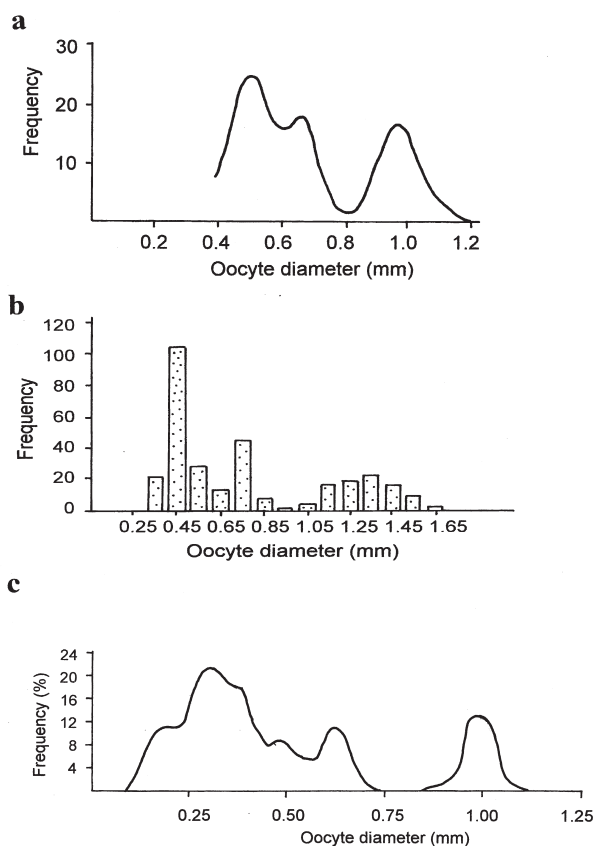 a
30
20
10
Frequency
0.2 0.4 0.6 0.8 1.0 1.2
Oocyte diameter (mm)
b
120
100
80
60
40
20
0
Frequency
0.25 0.45 0.65 0.85 1.05 1.25 1.45 1.65
Oocyte diameter (mm)
c
24
20
16
12
8
4
Frequency (%)
0.25 0.50 0.75 1.00 1.25
Oocyte diameter (mm)